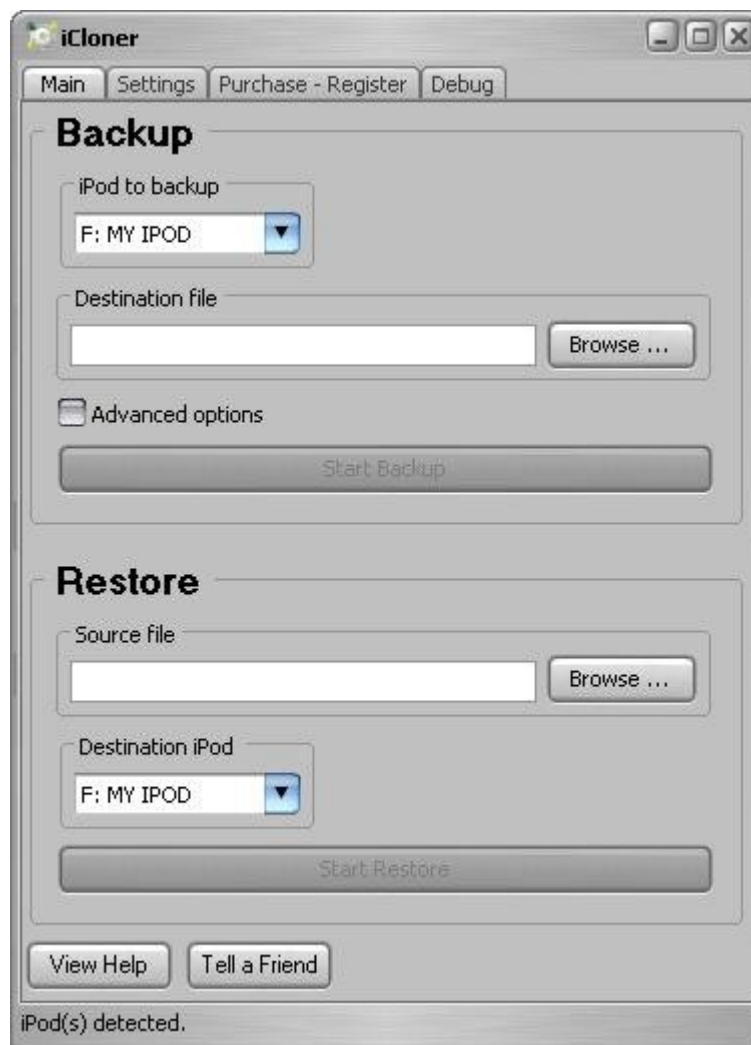 iCloner
Main Settings Purchase - Register Debug
Backup
iPod to backup
F: MY IPOD
Destination file
Browse ...
Advanced options
Start Backup
Restore
Source file
Browse ...
Destination iPod
F: MY IPOD
Start Restore
View Help Tell a Friend
iPod(s) detected.